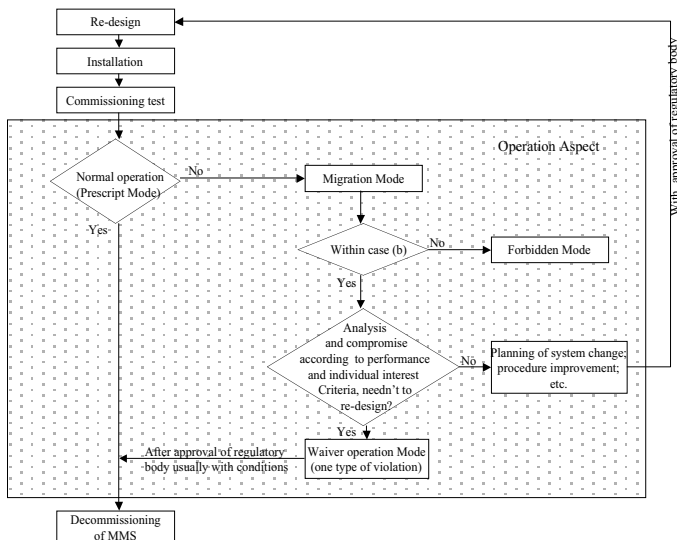 Re-design
Installation
Commissioning test
Operation Aspect
Normal operation
(Prescript Mode)
No
Migration Mode
Yes
Within case (b)
No
Forbidden Mode
Yes
Analysis
and compromise
according to performance
and individual interest
Criteria, needn't to
re-design?
No
Planning of system change;
procedure improvement;
etc.
With approval of regulatory body
Yes
Waiver operation Mode
(one type of violation)
After approval of regulatory
body usually with conditions
Decommissioning
of MMS